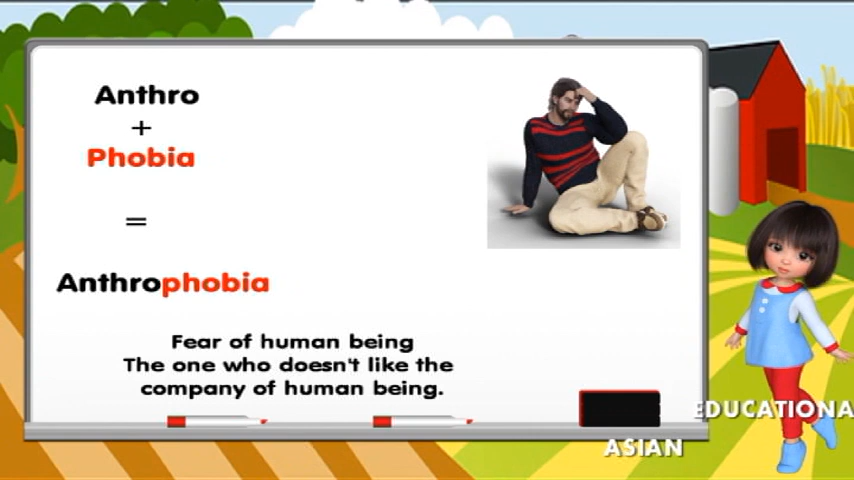 Anthro
+
Phobia
=
Anthrophobia
Fear of human being
The one who doesn't like the
company of human being.
EDUCATIONA
ASIAN